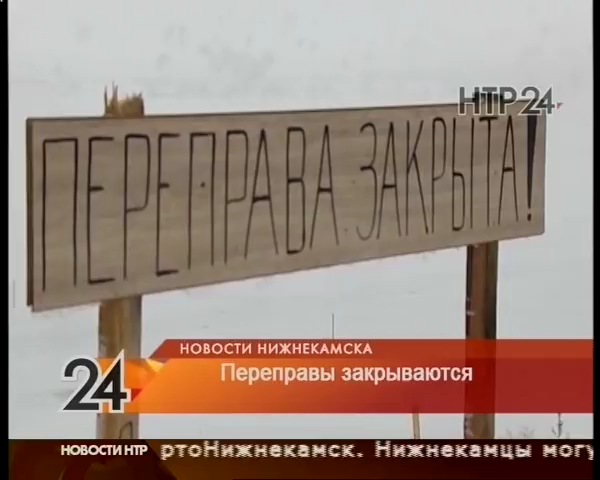 НТР 24
ПЕРЕПРАВА ЗАКРЫТА!
НОВОСТИ НИЖНЕКАМСКА
24
Переправы закрываются
НОВОСТИ НТР
ртоНижнекамск. Нижнекамцы могу